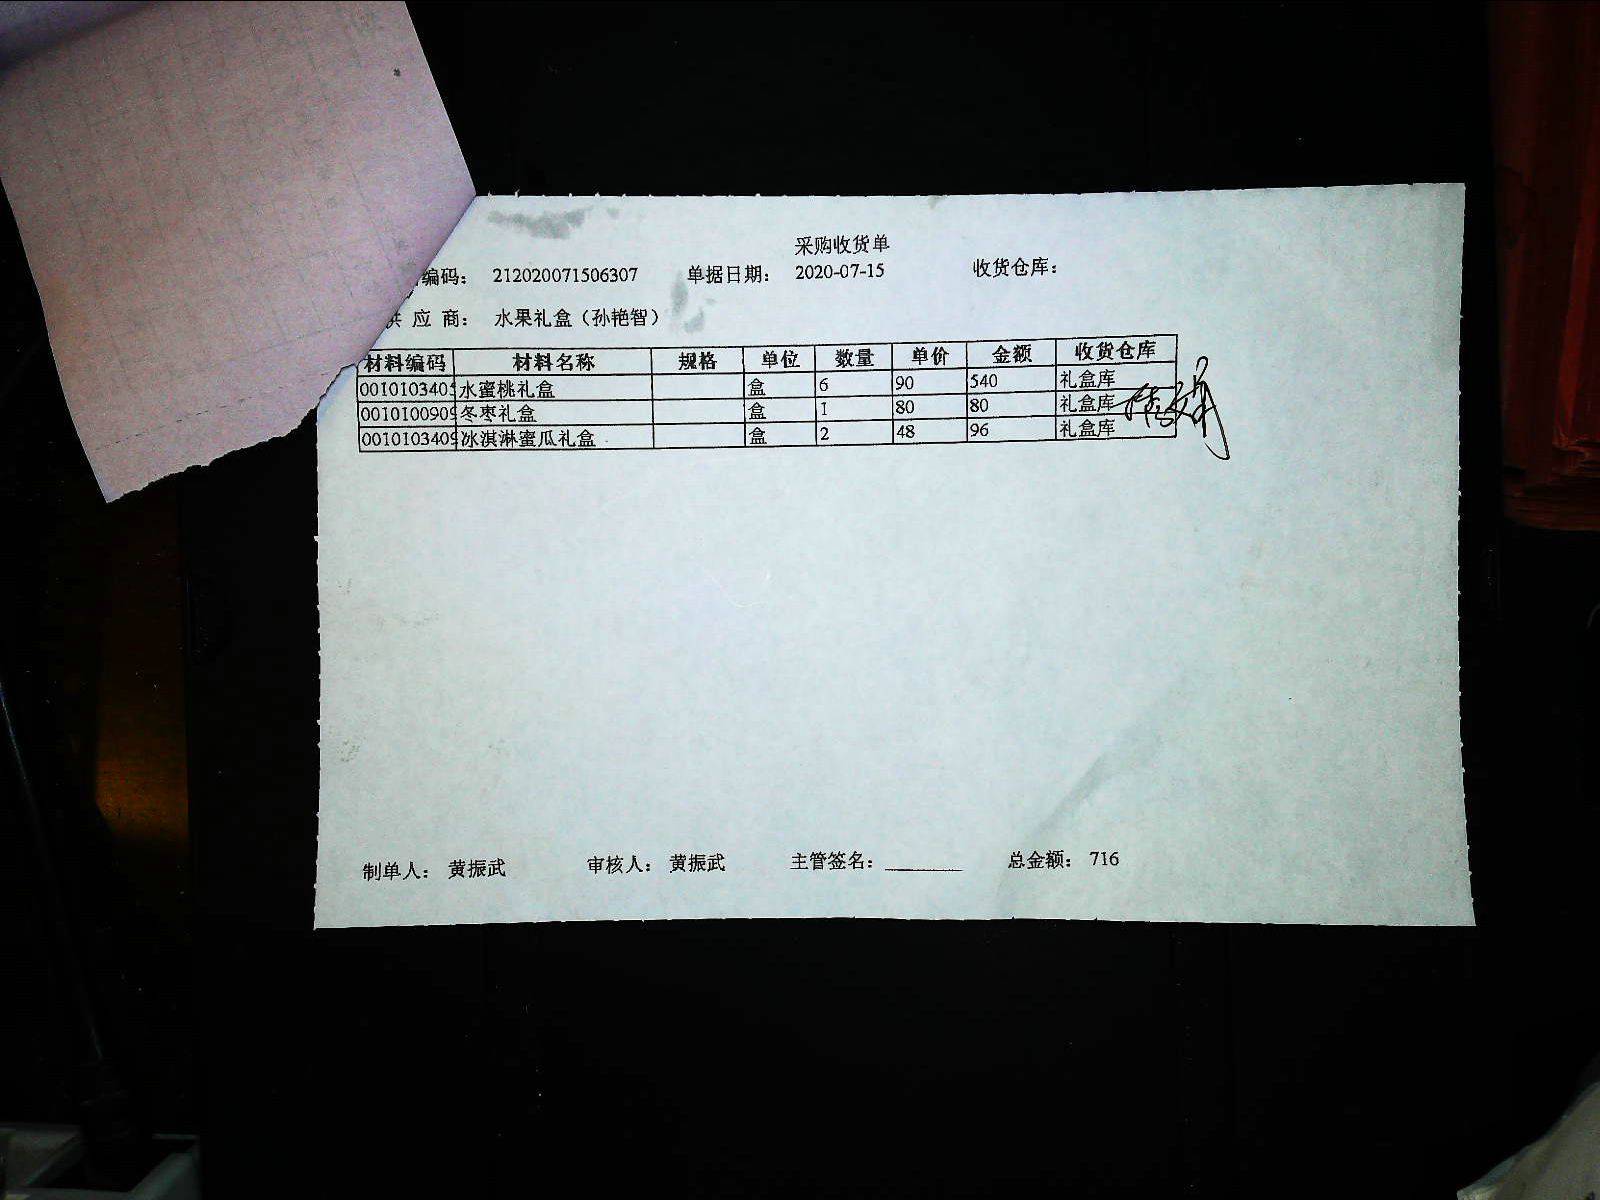 采购收货单
编码： 212020071506307 单据日期： 2020-07-15 收货仓库：
供 应 商： 水果礼盒（孙艳智）
材料编码 材料名称 规格 单位 数量 单价 金额 收货仓库
0010103405 水蜜桃礼盒 盒 6 90 540 礼盒库
0010100909 冬枣礼盒 盒 1 80 80 礼盒库
0010103409 冰淇淋蜜瓜礼盒 盒 2 48 96 礼盒库
制单人： 黄振武 审核人： 黄振武 主管签名： 总金额： 716